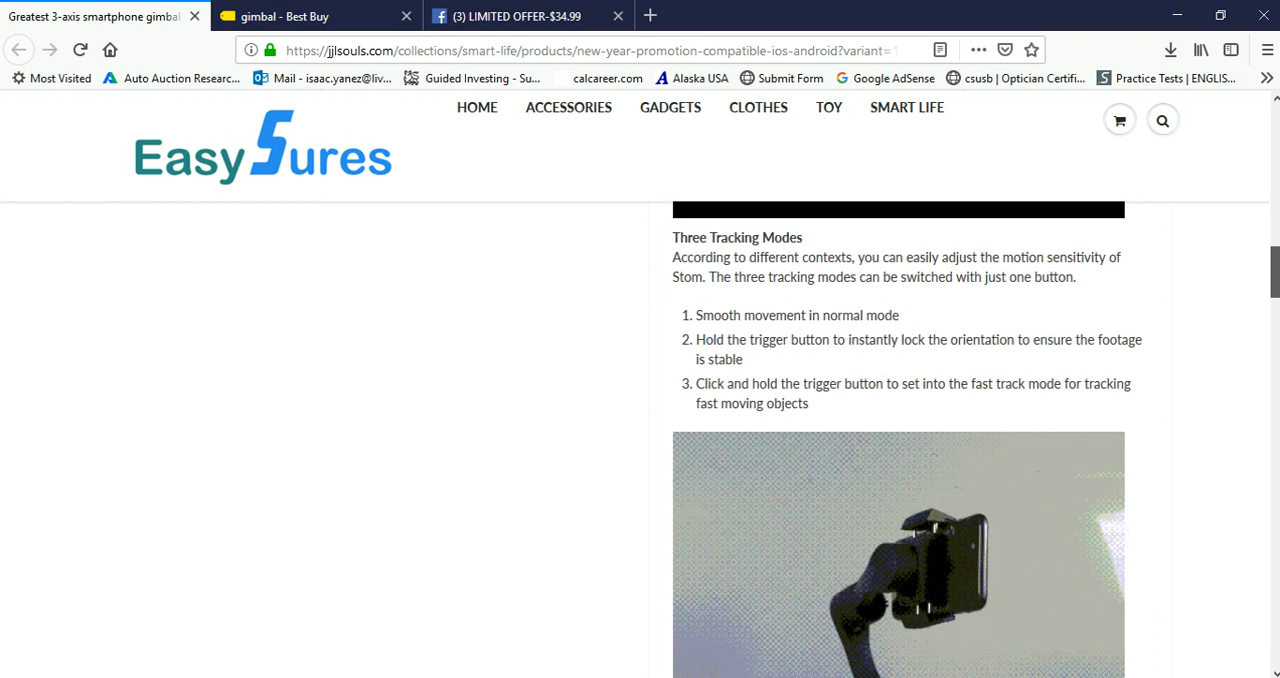 Greatest 3-axis smartphone gimbal
gimbal - Best Buy
(3) LIMITED OFFER-$34.99
https://jjlsouls.com/collections/smart-life/products/new-year-promotion-compatible-ios-android?variant=
Most Visited
Auto Auction Researc...
Mail - isaac.yanez@liv...
Guided Investing - Su...
calcareer.com
Alaska USA
Submit Form
Google AdSense
csusb | Optician Certifi...
Practice Tests | ENGLIS...
EasySures
HOME
ACCESSORIES
GADGETS
CLOTHES
TOY
SMART LIFE
Three Tracking Modes
According to different contexts, you can easily adjust the motion sensitivity of
Stom. The three tracking modes can be switched with just one button.
1. Smooth movement in normal mode
2. Hold the trigger button to instantly lock the orientation to ensure the footage
is stable
3. Click and hold the trigger button to set into the fast track mode for tracking
fast moving objects